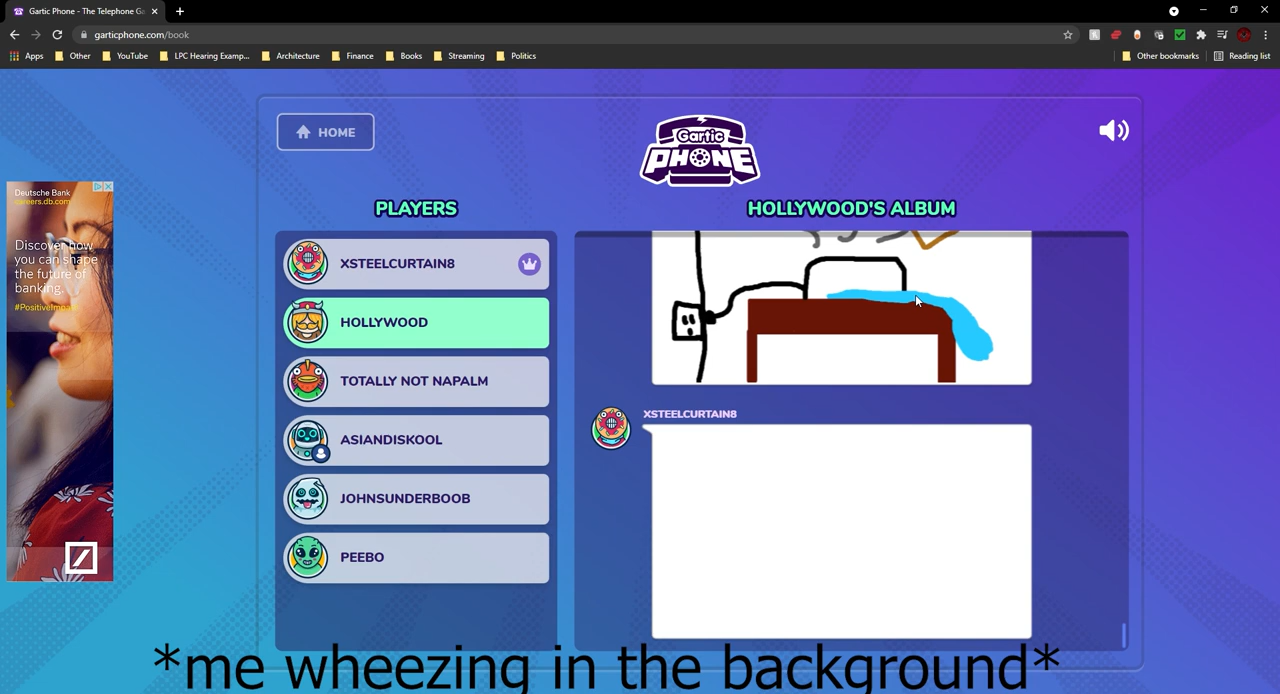 Gartic Phone - The Telephone Ga
garticphone.com/book
Apps
Other
YouTube
LPC Hearing Examp...
Architecture
Finance
Books
Streaming
Politics
Other bookmarks
Reading list
HOME
Gartic
PHONE
PLAYERS
HOLLYWOOD'S ALBUM
XSTEELCURTAIN8
HOLLYWOOD
TOTALLY NOT NAPALM
ASIANDISKOOL
JOHNSUNDERBOOB
PEEBO
XSTEELCURTAIN8
Deutsche Bank
careers.db.com
Discover how
you can shape
the future of
banking.
*me wheezing in the background*